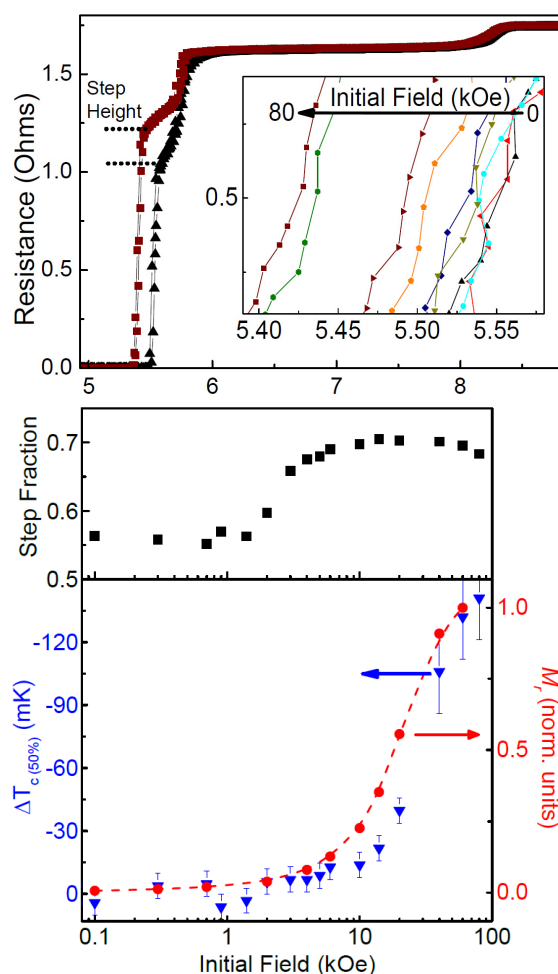 1.5
1.0
0.5
0.0
Resistance (Ohms)
Step
Height
Initial Field (kOe)
80
0
0.5
5.40 5.45 5.50 5.55
5 6 7 8
0.7
0.6
0.5
Step Fraction
-120
-90
-60
-30
0
ΔTc (50%) (mK)
1.0
0.5
0.0
Mr (norm. units)
0.1 1 10 100
Initial Field (kOe)